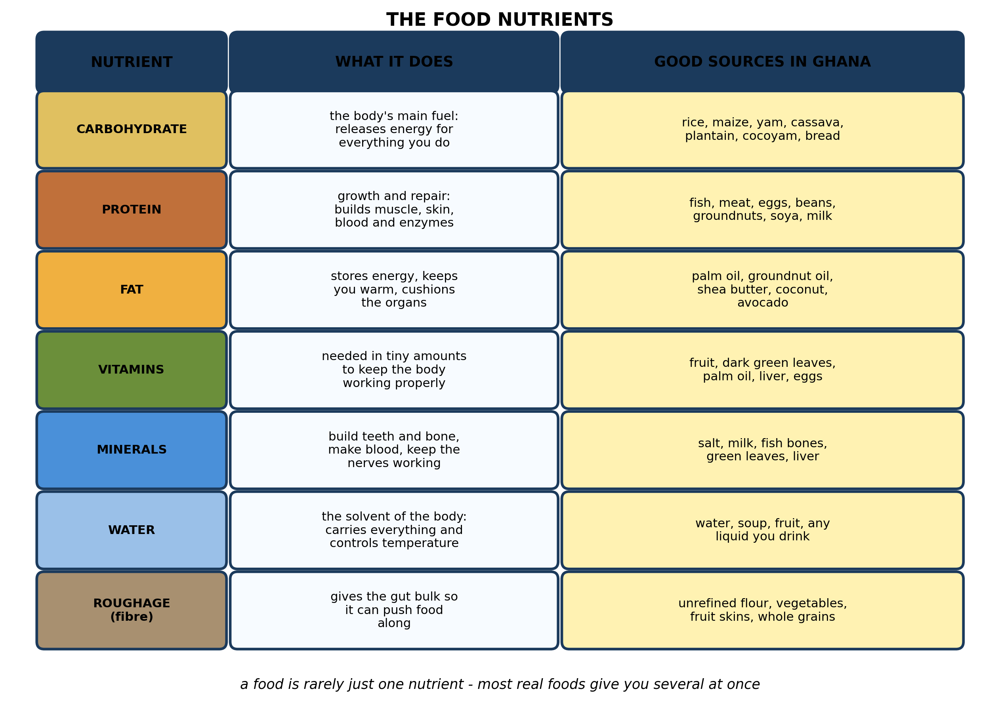 THE FOOD NUTRIENTS
NUTRIENT
WHAT IT DOES
GOOD SOURCES IN GHANA
CARBOHYDRATE
the body's main fuel:
releases energy for
everything you do
rice, maize, yam, cassava,
plantain, cocoyam, bread
PROTEIN
growth and repair:
builds muscle, skin,
blood and enzymes
fish, meat, eggs, beans,
groundnuts, soya, milk
FAT
stores energy, keeps
you warm, cushions
the organs
palm oil, groundnut oil,
shea butter, coconut,
avocado
VITAMINS
needed in tiny amounts
to keep the body
working properly
fruit, dark green leaves,
palm oil, liver, eggs
MINERALS
build teeth and bone,
make blood, keep the
nerves working
salt, milk, fish bones,
green leaves, liver
WATER
the solvent of the body:
carries everything and
controls temperature
water, soup, fruit, any
liquid you drink
ROUGHAGE
(fibre)
gives the gut bulk so
it can push food
along
unrefined flour, vegetables,
fruit skins, whole grains
a food is rarely just one nutrient - most real foods give you several at once